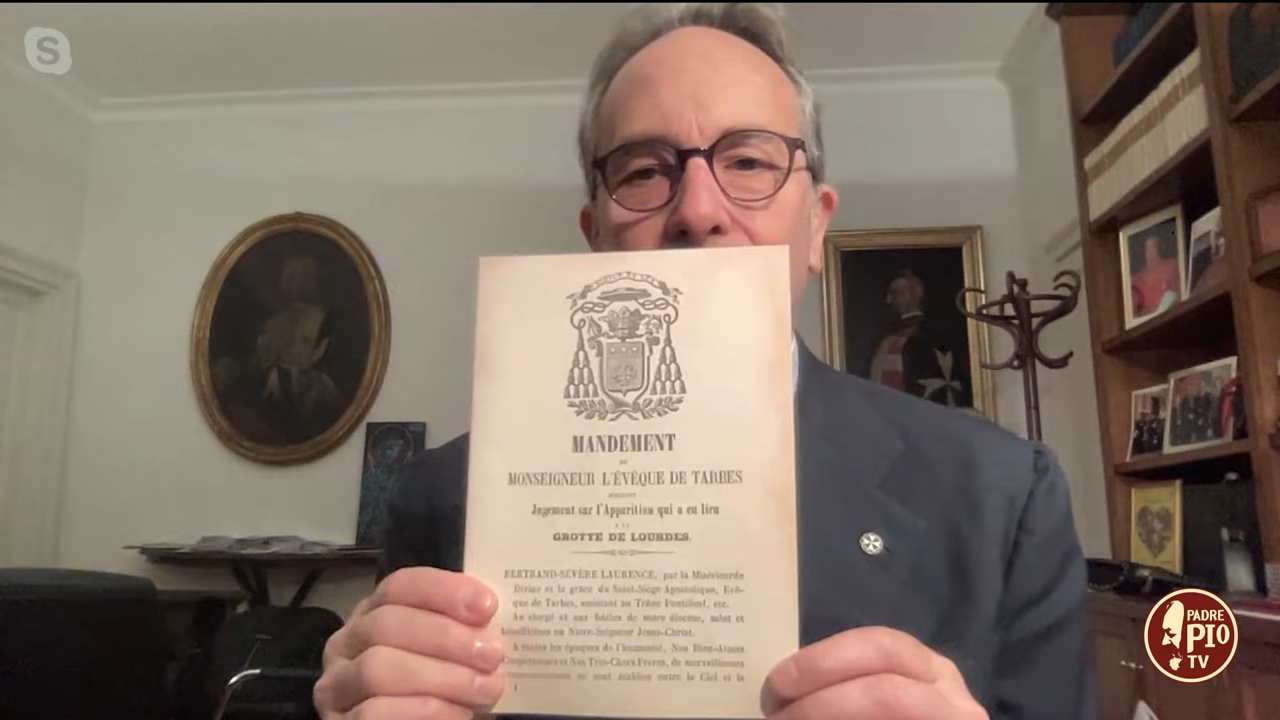 S
MANDEMENT
DE
MONSEIGNEUR L'ÉVÊQUE DE TARBES
PORTANT
Jugement sur l'Apparition qui a eu lieu
A LA
GROTTE DE LOURDES.
BERTRAND-SÉVÈRE LAURENCE, par la Miséricorde
Divine et la grâce du Saint-Siége Apostolique, Évê-
que de Tarbes, assistant au Trône Pontifical, etc.
Au clergé et aux fidèles de notre diocèse, salut et
bénédiction en Notre-Seigneur Jésus-Christ.
A toutes les époques de l'humanité, Nos Bien-Aimés
Coopérateurs et Nos Très-Chers Frères, de merveilleuses
se sont établies entre le Ciel et la
PADRE
PIO
TV